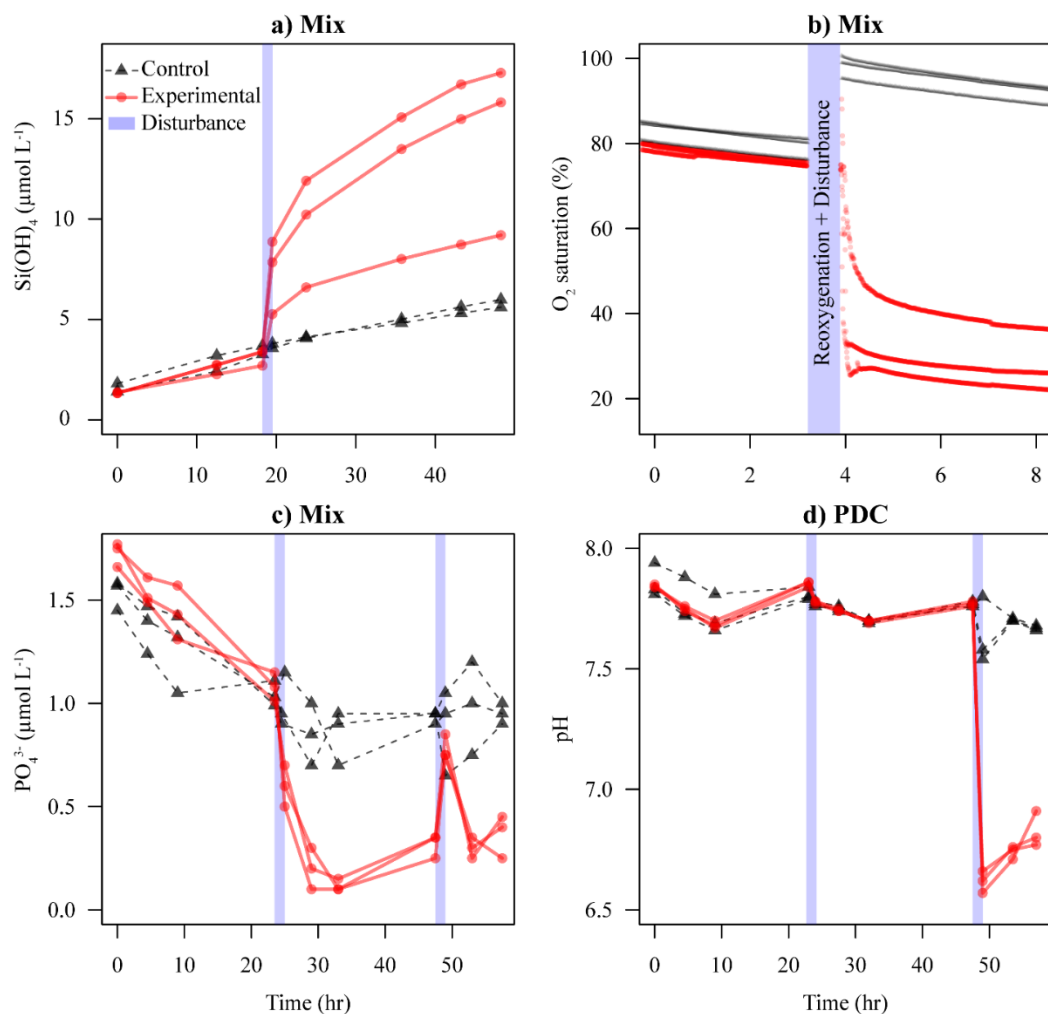 a) Mix
Control
Experimental
Disturbance
Si(OH)₄ (μmol L⁻¹)
0
5
10
15
0 10 20 30 40
b) Mix
Reoxygenation + Disturbance
O₂ saturation (%)
20
40
60
80
100
0 2 4 6 8
c) Mix
PO₄³⁻ (μmol L⁻¹)
0.0
0.5
1.0
1.5
0 10 20 30 50
Time (hr)
d) PDC
pH
6.5
7.0
7.5
8.0
0 10 20 30 50
Time (hr)